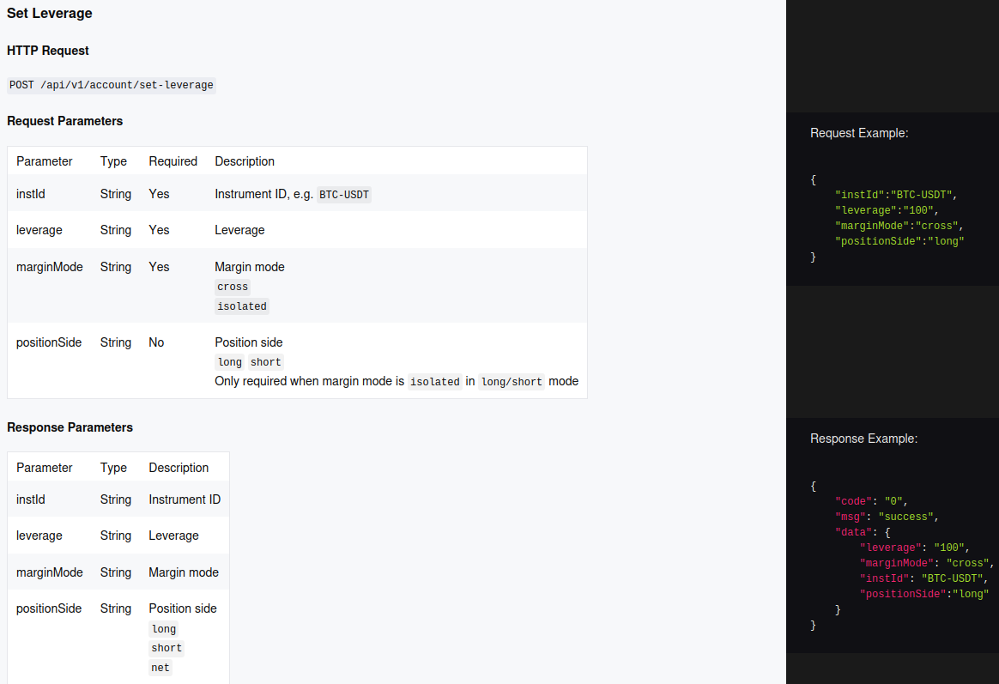 Set Leverage
HTTP Request
POST /api/v1/account/set-leverage
Request Parameters
Parameter Type Required Description
instId String Yes Instrument ID, e.g. BTC-USDT
leverage String Yes Leverage
marginMode String Yes Margin mode
cross
isolated
positionSide String No Position side
long short
Only required when margin mode is isolated in long/short mode
Response Parameters
Parameter Type Description
instId String Instrument ID
leverage String Leverage
marginMode String Margin mode
positionSide String Position side
long
short
net
Request Example:
{
    "instId":"BTC-USDT",
    "leverage":"100",
    "marginMode":"cross",
    "positionSide":"long"
}
Response Example:
{
    "code": "0",
    "msg": "success",
    "data": {
        "leverage": "100",
        "marginMode": "cross",
        "instId": "BTC-USDT",
        "positionSide":"long"
    }
}